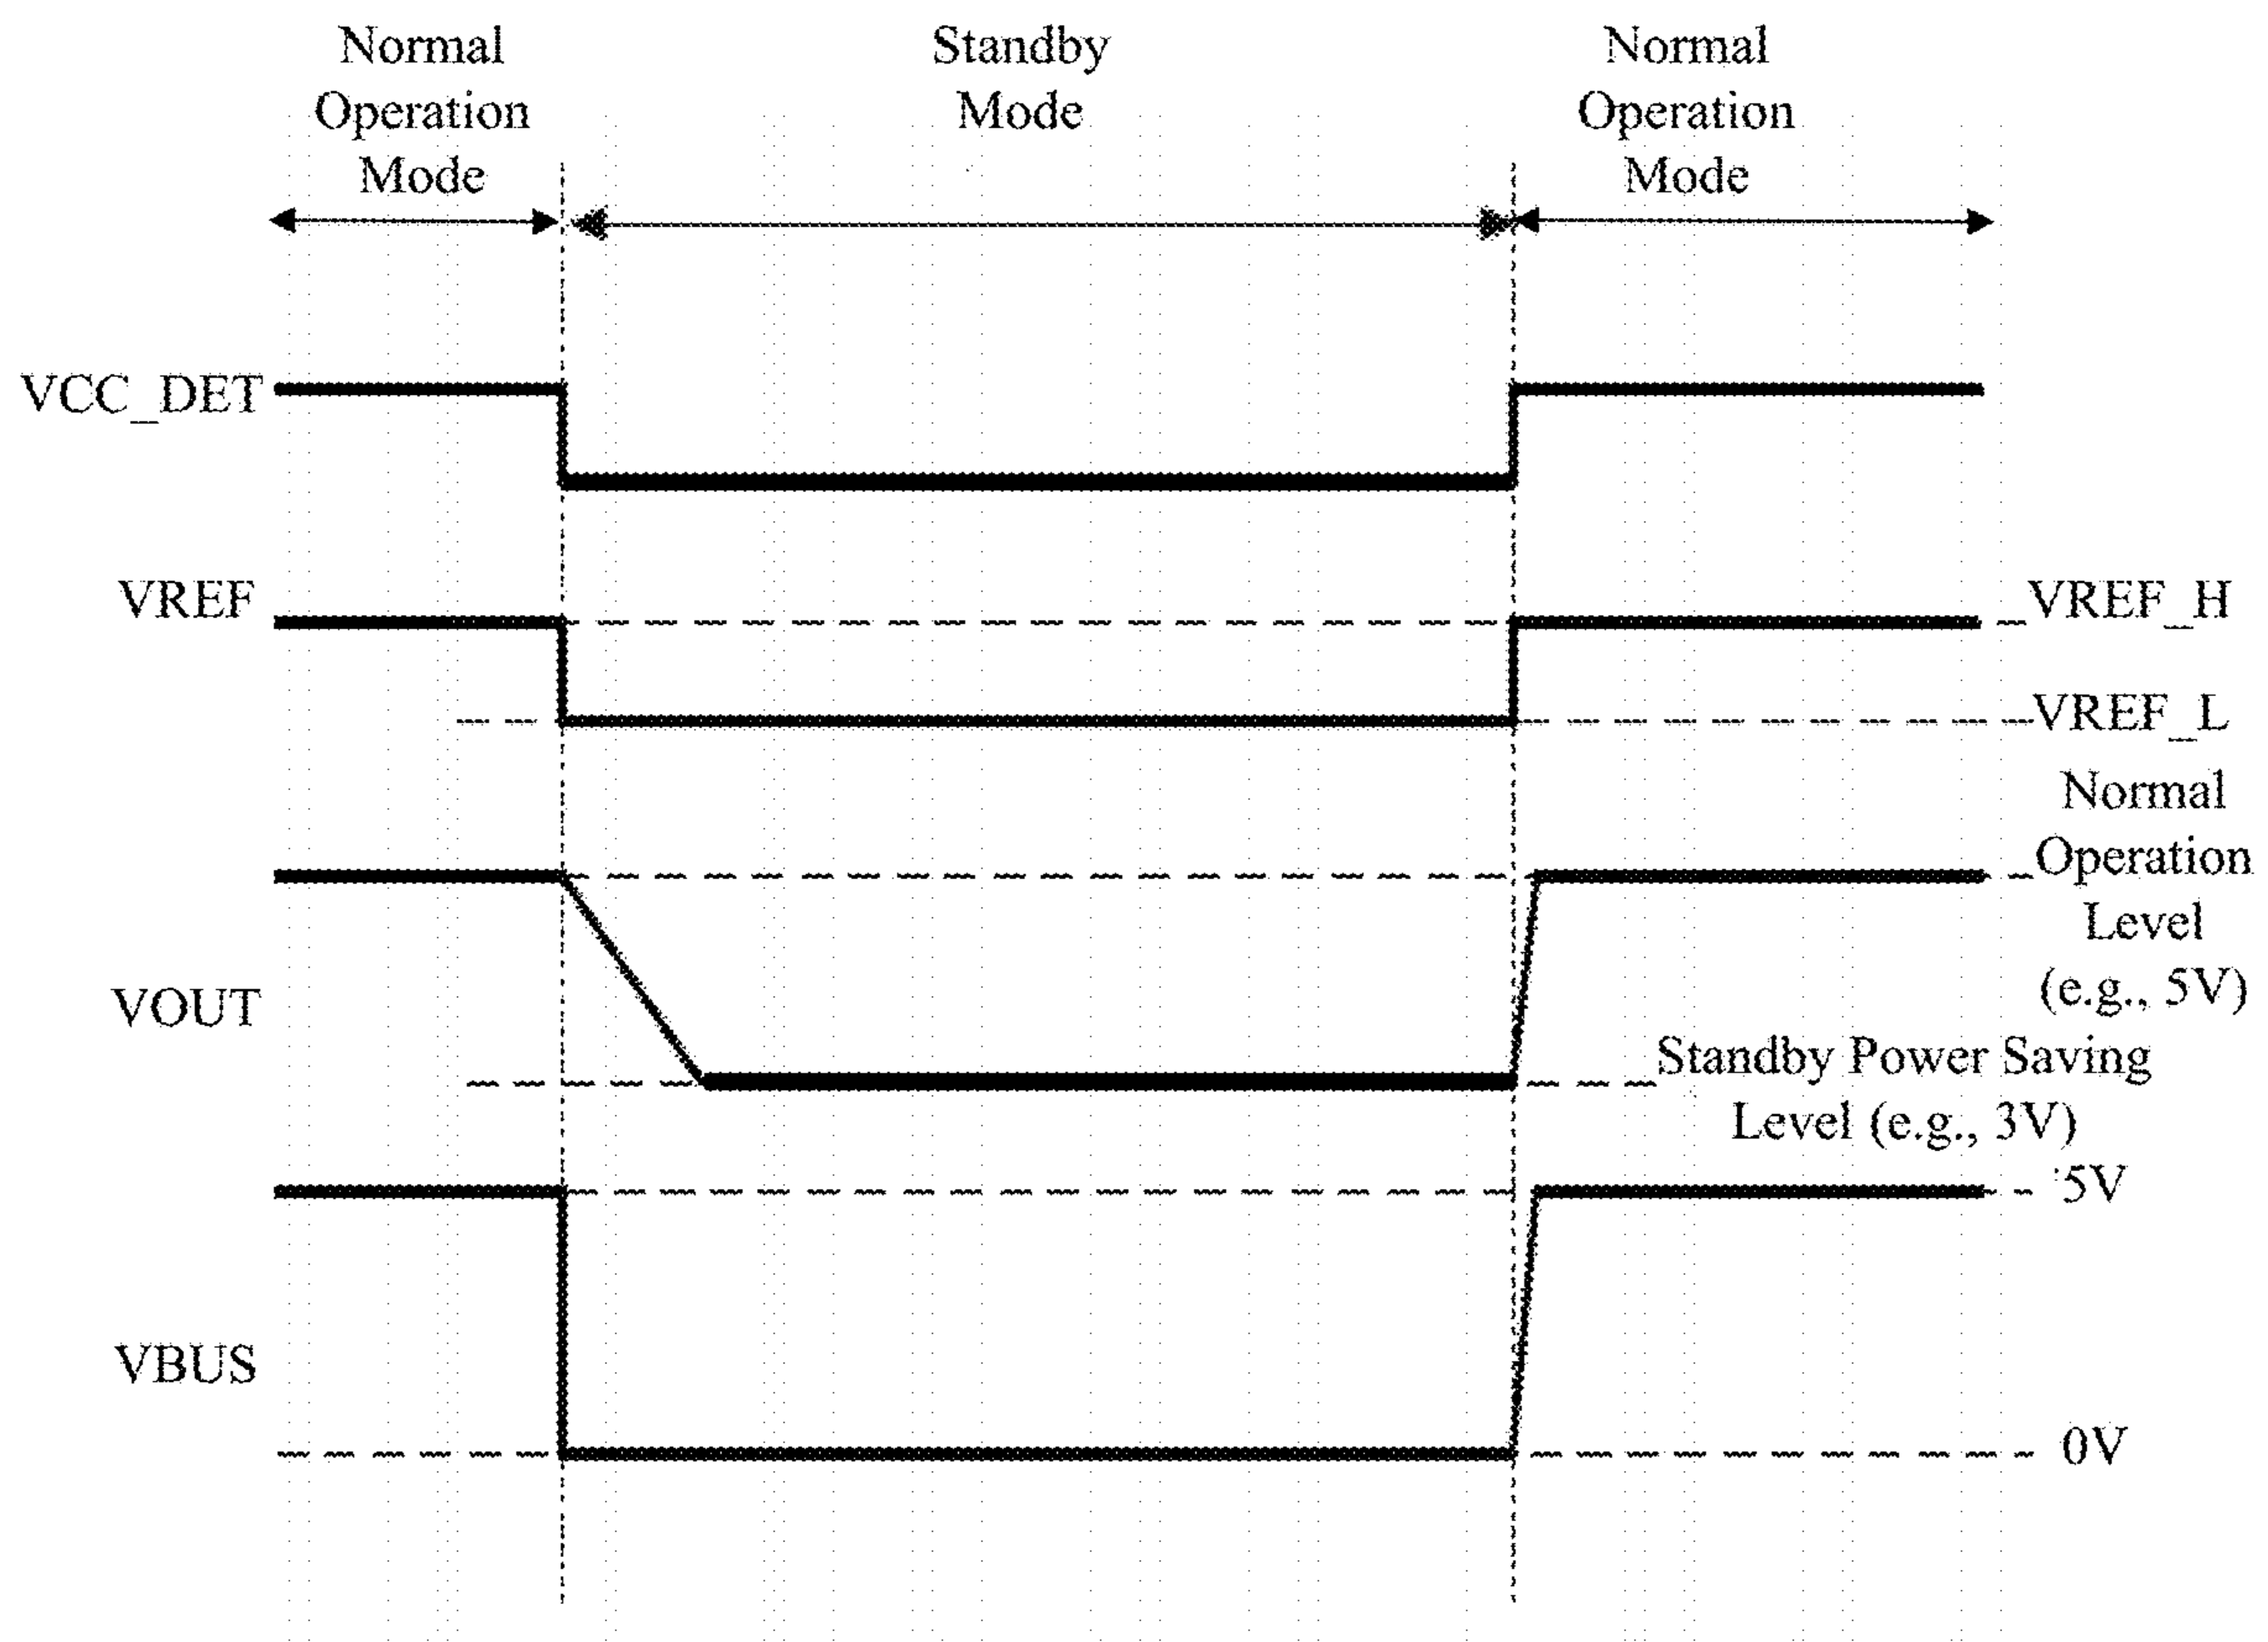 Normal
Operation
Mode
Standby
Mode
Normal
Operation
Mode
VCC_DET
VREF
VREF_H
VREF_L
Normal
Operation
Level
(e.g., 5V)
VOUT
Standby Power Saving
Level (e.g., 3V)
5V
VBUS
0V